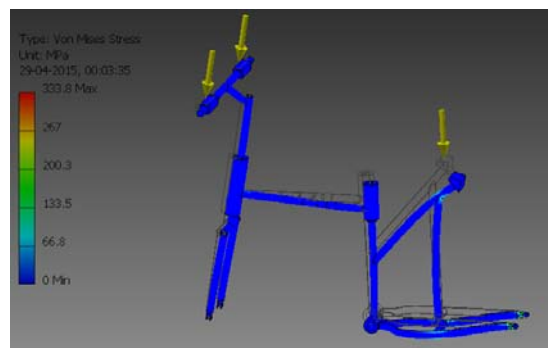 Type: Von Mises Stress
Unit: MPa
29-04-2015, 00:03:35
333.8 Max
267
200.3
133.5
66.8
0 Min